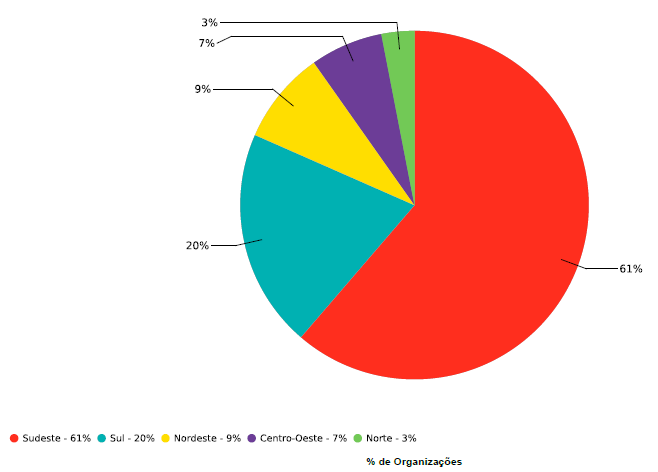 3%
7%
9%
20%
61%
Sudeste - 61% Sul - 20% Nordeste - 9% Centro-Oeste - 7% Norte - 3%
% de Organizações